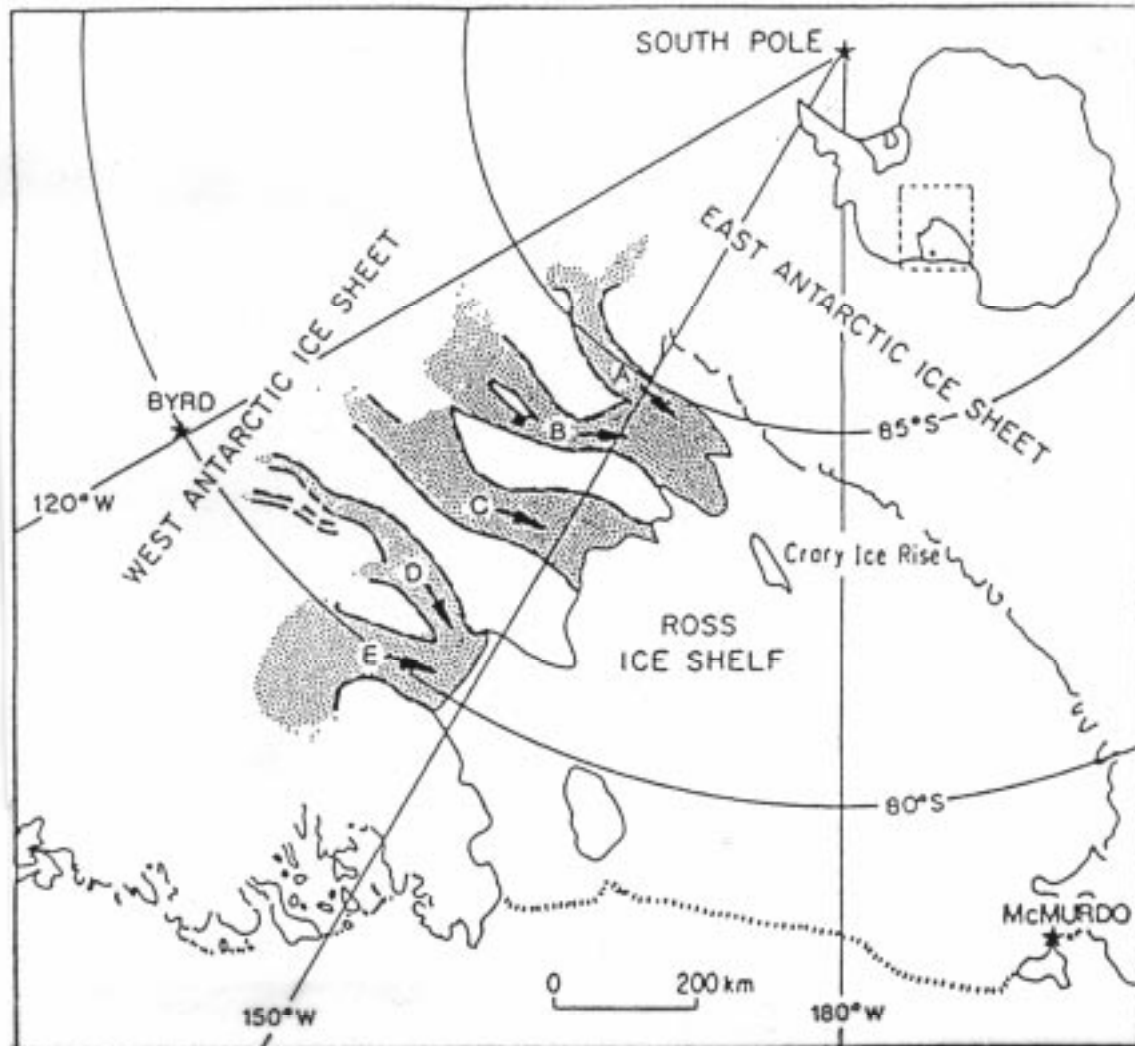 SOUTH POLE
EAST ANTARCTIC ICE SHEET
WEST ANTARCTIC ICE SHEET
BYRD
A
B
85°S
120°W
C
Crary Ice Rise
D
ROSS
ICE SHELF
E
80°S
McMURDO
0 200 km
150°W
180°W